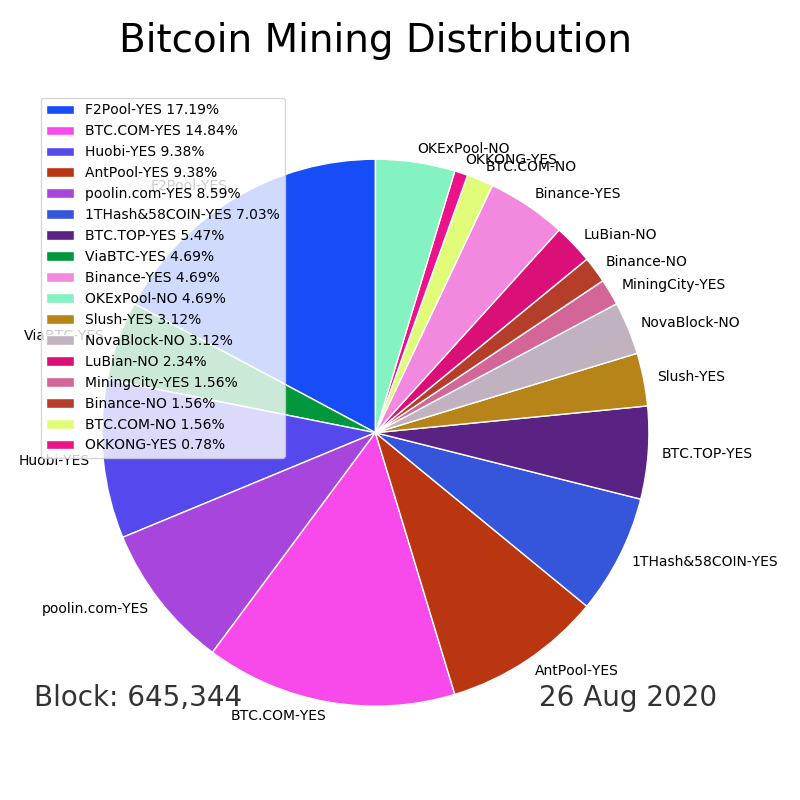 Bitcoin Mining Distribution
F2Pool-YES 17.19%
BTC.COM-YES 14.84%
Huobi-YES 9.38%
AntPool-YES 9.38%
poolin.com-YES 8.59%
1THash&58COIN-YES 7.03%
BTC.TOP-YES 5.47%
ViaBTC-YES 4.69%
Binance-YES 4.69%
OKExPool-NO 4.69%
Slush-YES 3.12%
NovaBlock-NO 3.12%
LuBian-NO 2.34%
MiningCity-YES 1.56%
Binance-NO 1.56%
BTC.COM-NO 1.56%
OKKONG-YES 0.78%
OKExPool-NO
OKKONG-YES
BTC.COM-NO
F2Pool-YES
Binance-YES
LuBian-NO
Binance-NO
MiningCity-YES
NovaBlock-NO
ViaBTC-YES
Slush-YES
BTC.TOP-YES
Huobi-YES
1THash&58COIN-YES
poolin.com-YES
AntPool-YES
BTC.COM-YES
Block: 645,344
26 Aug 2020